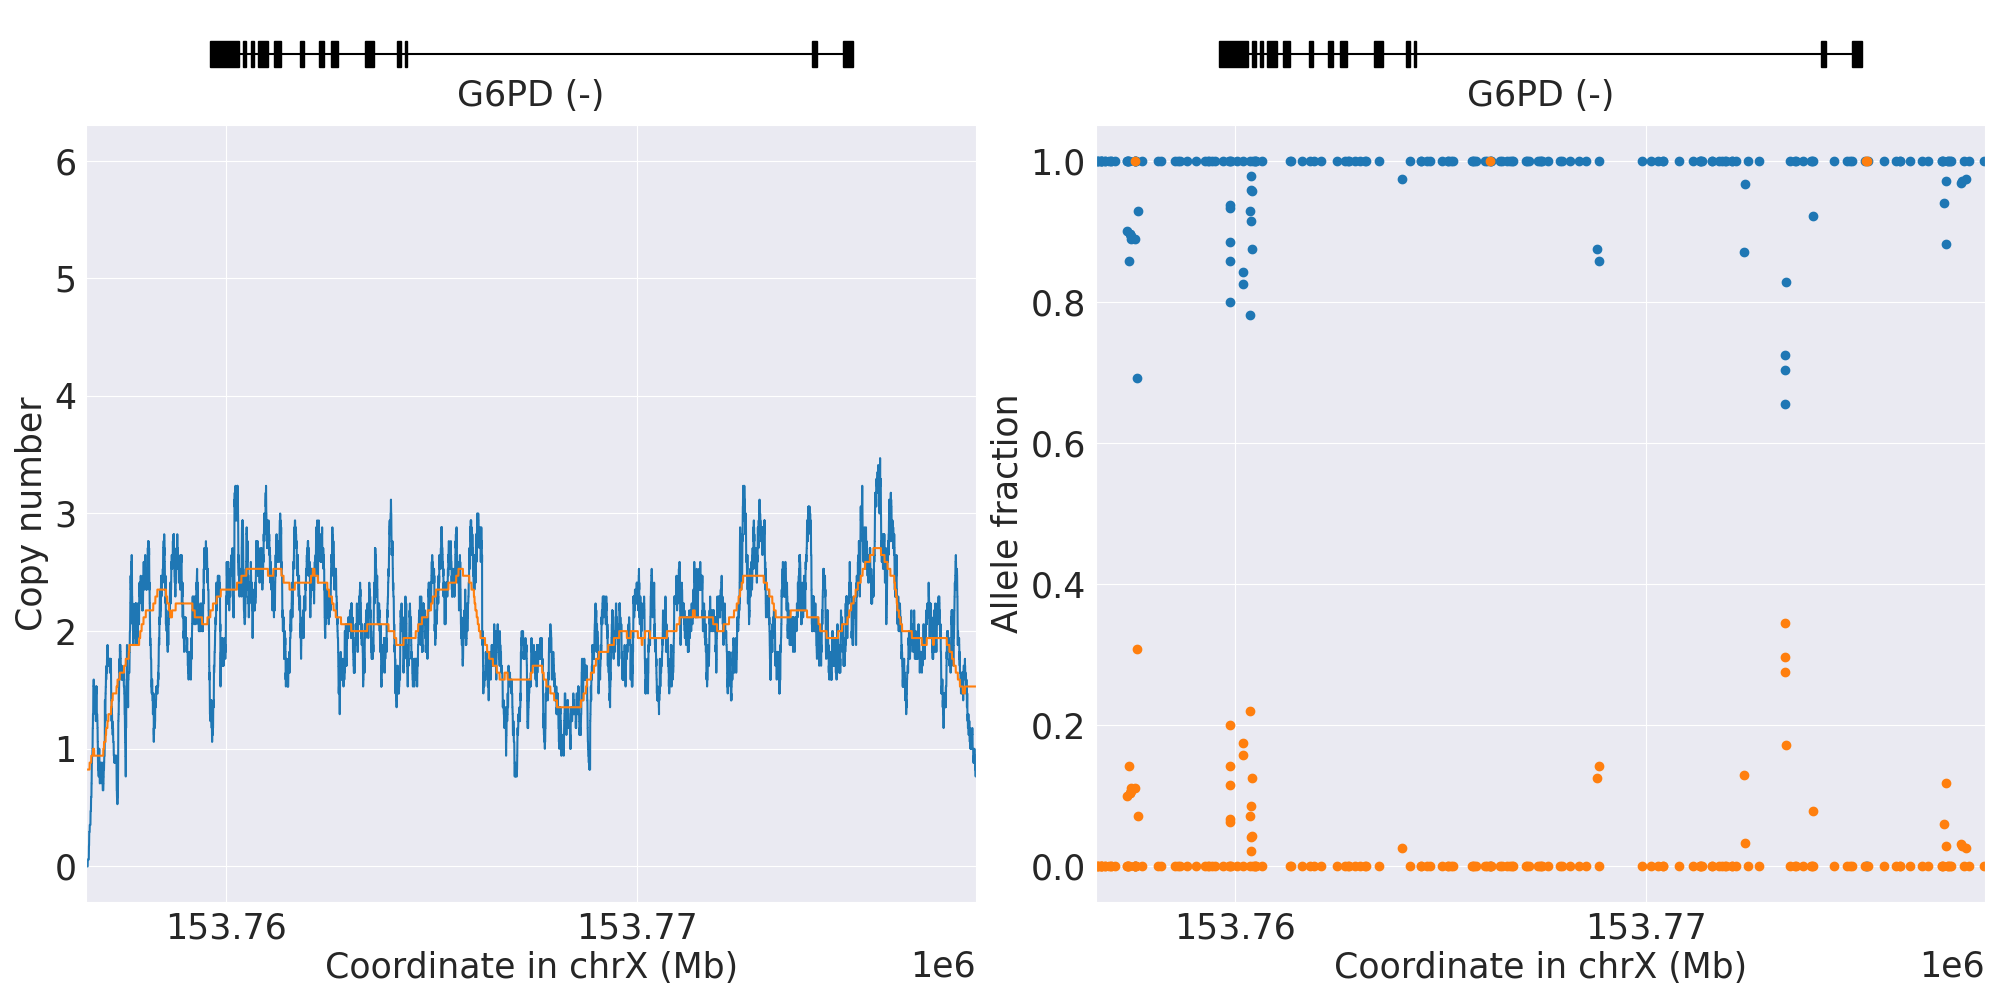 G6PD (-)
Copy number
6
5
4
3
2
1
0
153.76
153.77
Coordinate in chrX (Mb)
1e6
G6PD (-)
Allele fraction
1.0
0.8
0.6
0.4
0.2
0.0
153.76
153.77
Coordinate in chrX (Mb)
1e6